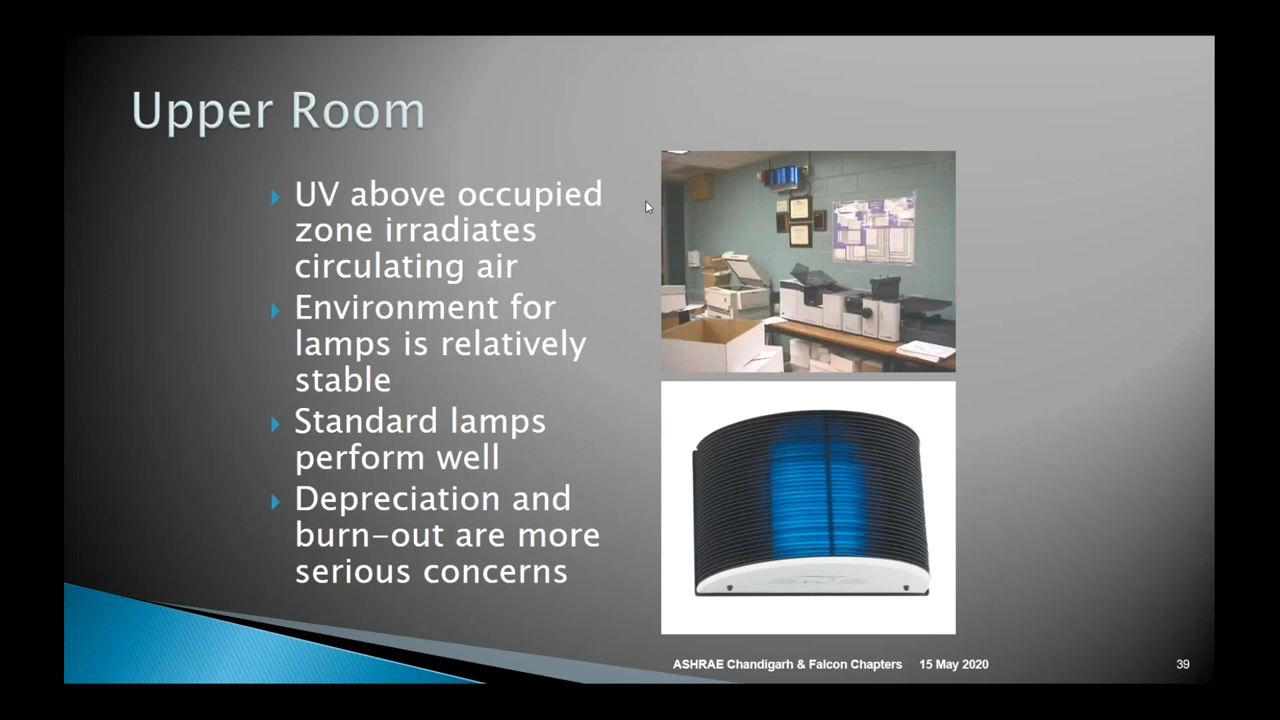 Upper Room
UV above occupied
zone irradiates
circulating air
Environment for
lamps is relatively
stable
Standard lamps
perform well
Depreciation and
burn-out are more
serious concerns
ASHRAE Chandigarh & Falcon Chapters 15 May 2020 39